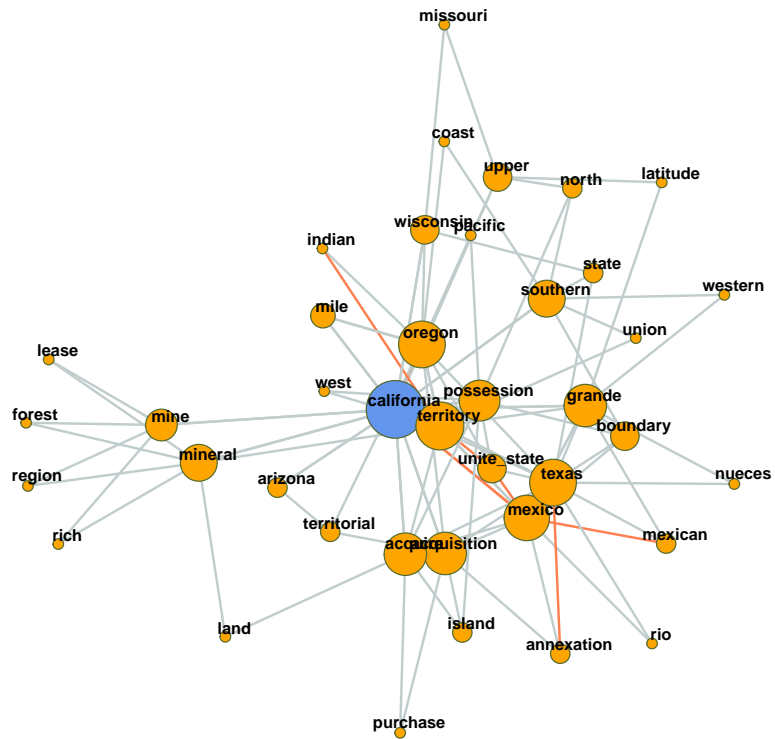 missouri
coast
upper
north
latitude
wisconsin
pacific
indian
state
southern
western
mile
oregon
union
lease
west
california
possession
grande
forest
mine
territory
boundary
mineral
unite_state
texas
region
arizona
nueces
mexico
rich
territorial
acquire
acquisition
mexican
land
island
annexation
rio
purchase